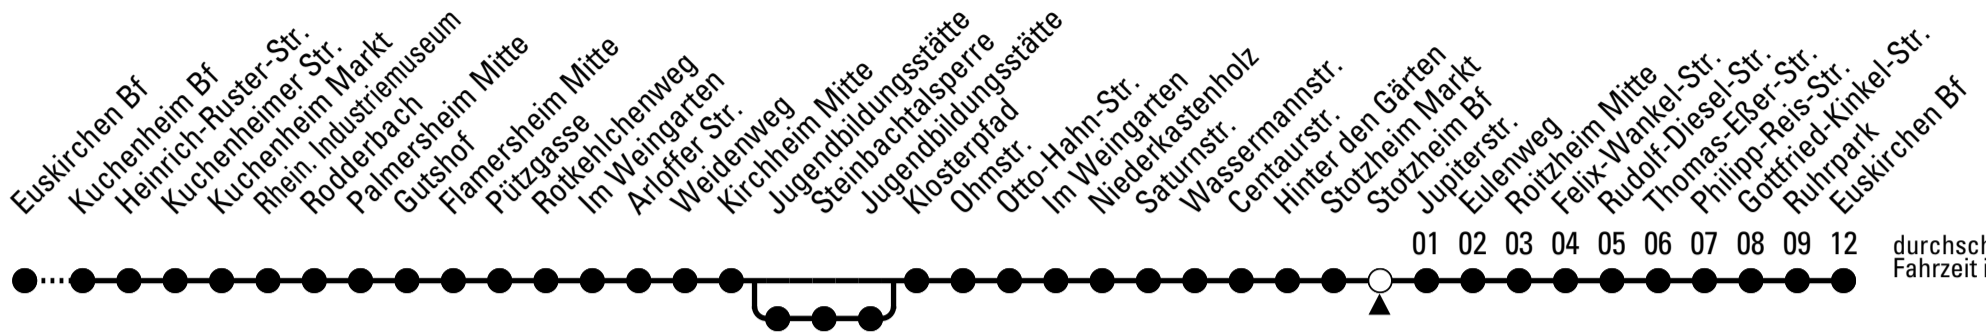 Euskirchen Bf
Kuchenheim Bf
Heinrich-Ruster-Str.
Kuchenheimer Str.
Kuchenheim Markt
Rhein. Industriemuseum
Rodderbach
Palmersheim Mitte
Gutshof
Flamersheim Mitte
Pützgasse
Rotkehlchenweg
Im Weingarten
Arloffer Str.
Weidenweg
Kirchheim Mitte
Jugendbildungsstätte
Steinbachtalsperre
Jugendbildungsstätte
Klosterpfad
Ohmstr.
Otto-Hahn-Str.
Im Weingarten
Niederkastenholz
Saturnstr.
Wassermannstr.
Centaurstr.
Hinter den Gärten
Stotzheim Markt
Stotzheim Bf
Jupiterstr.
Eulenweg
Roitzheim Mitte
Felix-Wankel-Str.
Rudolf-Diesel-Str.
Thomas-Eßer-Str.
Philipp-Reis-Str.
Gottfried-Kinkel-Str.
Ruhrpark
Euskirchen Bf
01 02 03 04 05 06 07 08 09 12
durchsch
Fahrzeit i